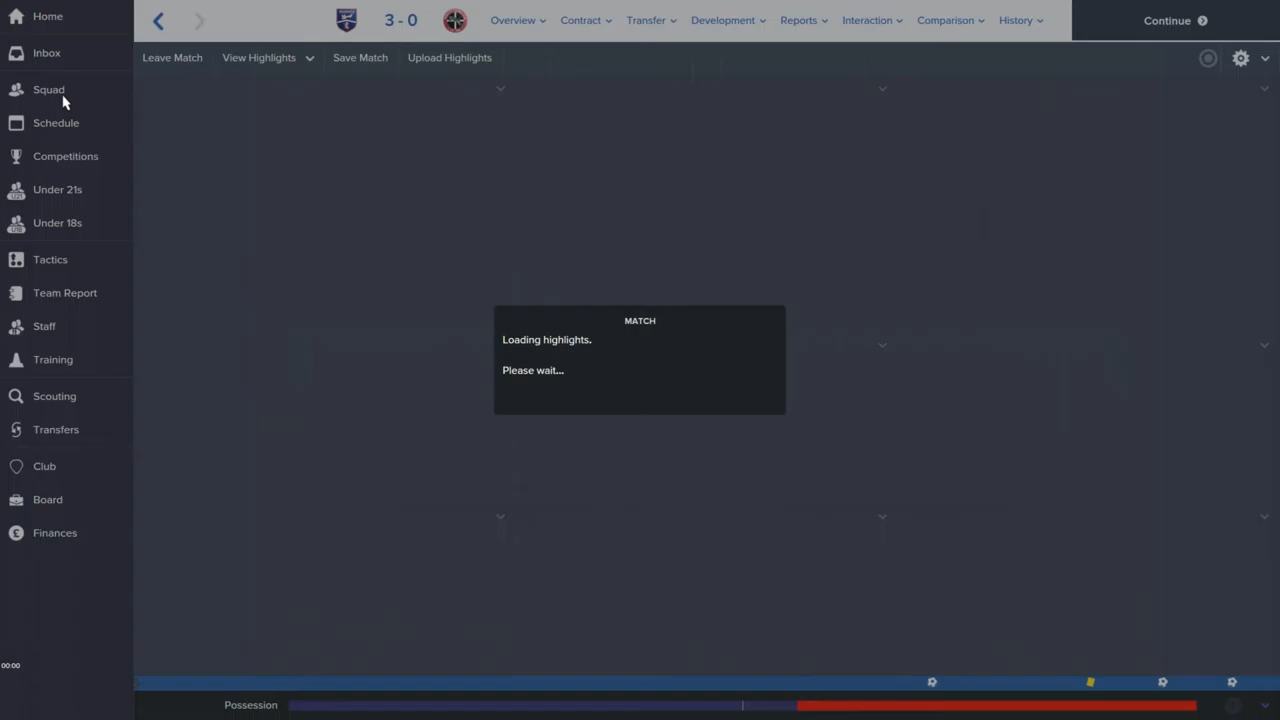 Home
3 - 0
Overview
Contract
Transfer
Development
Reports
Interaction
Comparison
History
Continue
Inbox
Leave Match
View Highlights
Save Match
Upload Highlights
Squad
Schedule
Competitions
Under 21s
Under 18s
Tactics
Team Report
Staff
Training
Scouting
Transfers
Club
Board
Finances
MATCH
Loading highlights.
Please wait...
00:00
Possession